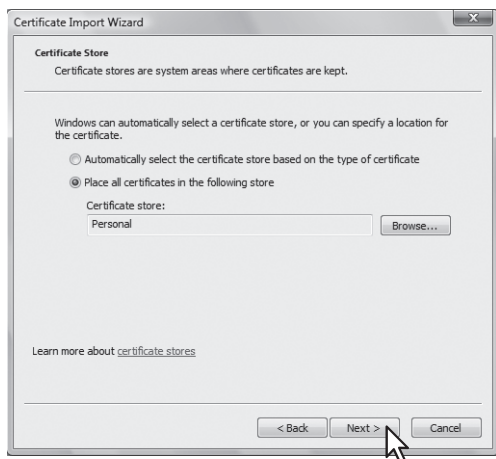 Certificate Import Wizard
X
Certificate Store
Certificate stores are system areas where certificates are kept.
Windows can automatically select a certificate store, or you can specify a location for
the certificate.
Automatically select the certificate store based on the type of certificate
Place all certificates in the following store
Certificate store:
Personal
Browse...
Learn more about certificate stores
< Back Next > Cancel